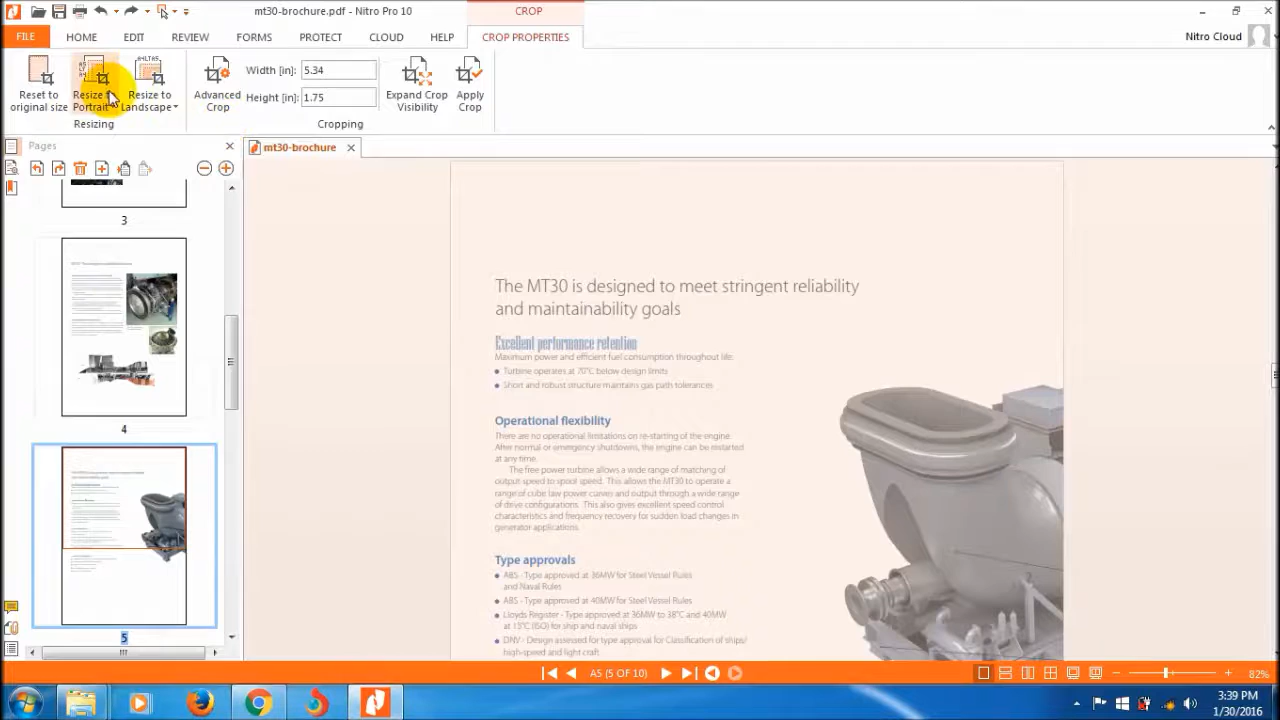 mt30-brochure.pdf - Nitro Pro 10
CROP
FILE
HOME
EDIT
REVIEW
FORMS
PROTECT
CLOUD
HELP
CROP PROPERTIES
Nitro Cloud
Reset to
original size
Resize to
Portrait
Resize to
Landscape
Resizing
Advanced
Crop
Width [in]: 5.34
Height [in]: 1.75
Expand Crop
Visibility
Apply
Crop
Cropping
Pages
mt30-brochure
3
4
5
The MT30 is designed to meet stringent reliability
and maintainability goals
Excellent performance retention
Maximum power and efficient fuel consumption throughout life:
Turbine operates at 70°C below design limits
Short and robust structure maintains gas path tolerances
Operational flexibility
There are no operational limitations on re-starting of the engine.
After normal or emergency shutdowns, the engine can be restarted
at any time.
The free power turbine allows a wide range of matching of
output speed to spool speed. This allows the MT30 to operate a
range of cube law power curves and output through a wide range
of drive configurations. This also gives excellent speed control
characteristics and frequency recovery for sudden load changes in
generator applications.
Type approvals
ABS - Type approved at 36MW for Steel Vessel Rules
and Naval Rules
ABS - Type approved at 40MW for Steel Vessel Rules
Lloyds Register - Type approved at 36MW to 38°C and 40MW
at 15°C (ISO) for ship and naval ships
DNV - Design assessed for type approval for Classification of ships/
high-speed and light craft
A5 (5 OF 10)
82%
3:39 PM
1/30/2016